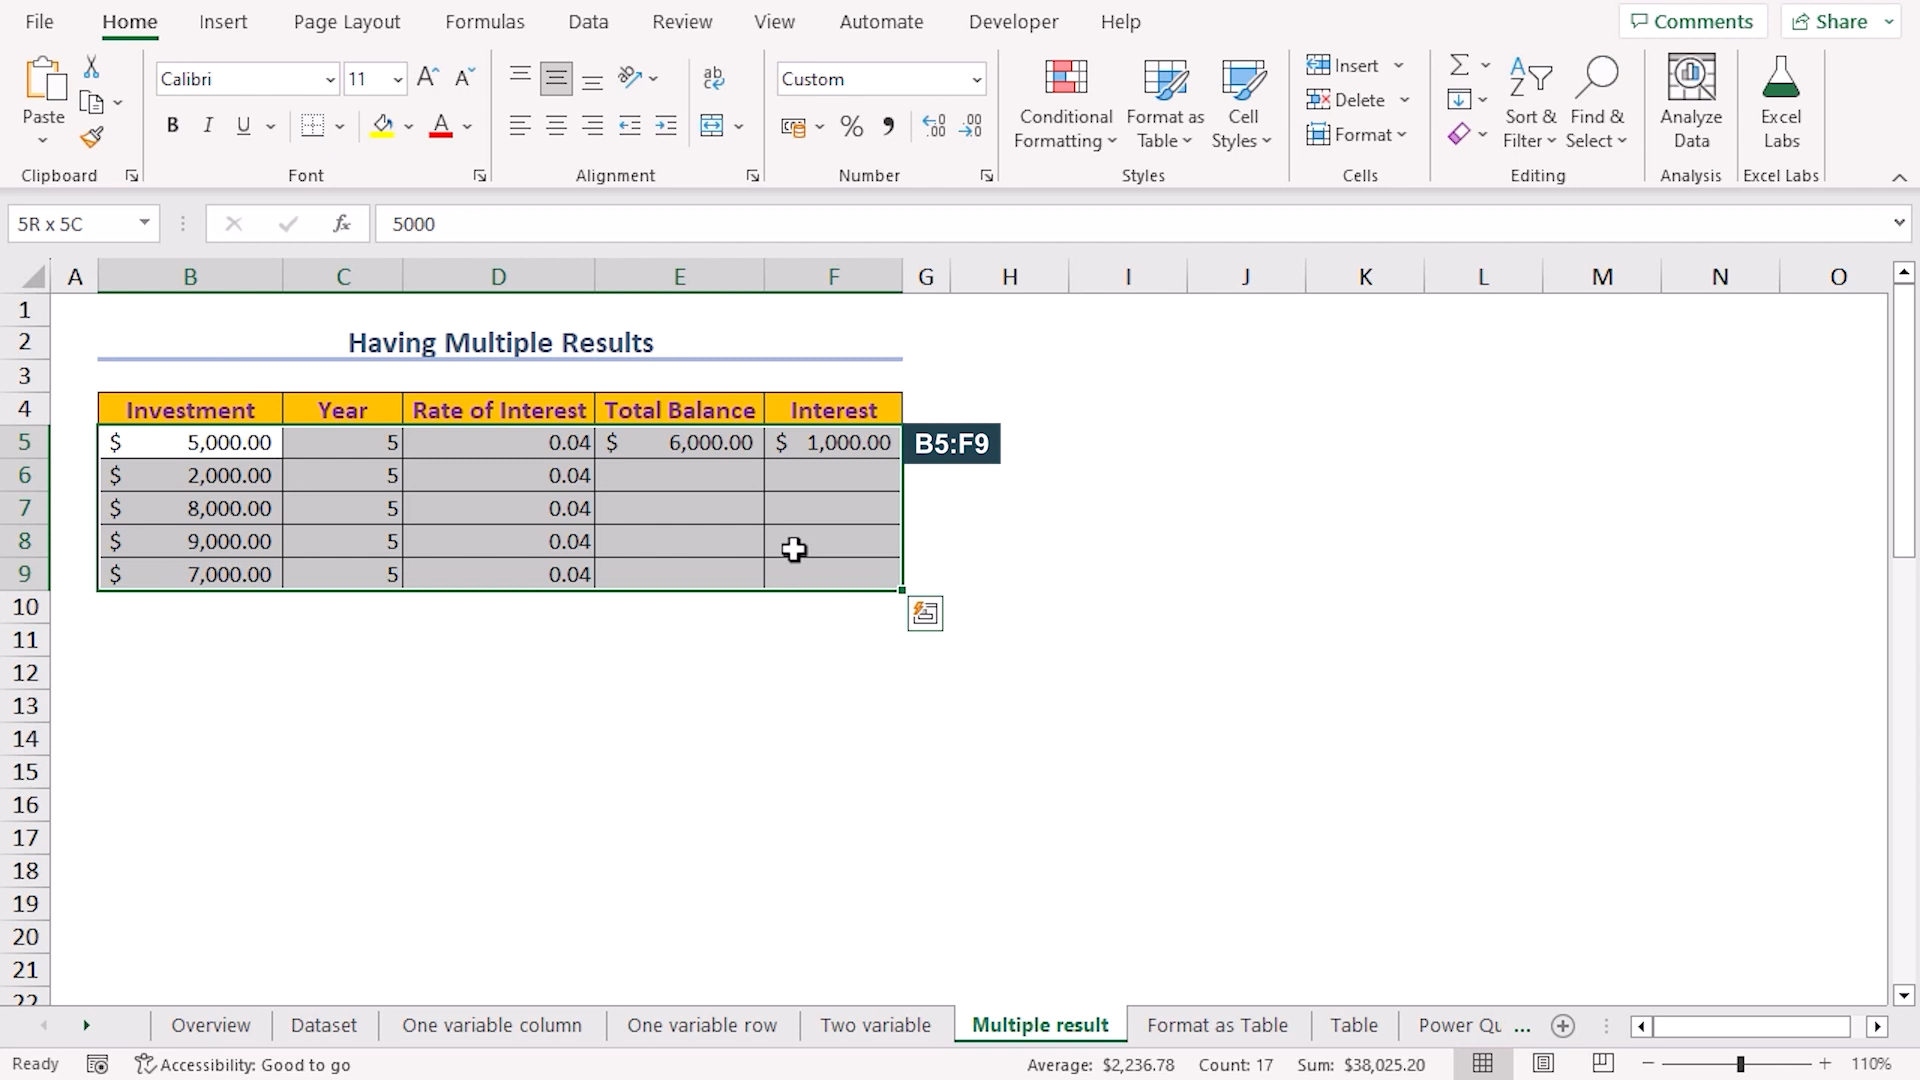 File Home Insert Page Layout Formulas Data Review View Automate Developer Help Comments Share
Paste Calibri 11 A A ab c Custom Conditional Formatting Format as Table Cell Styles Insert Delete Format Sort & Filter Find & Select Analyze Data Excel Labs
B I U A % 9 .00 .00
Clipboard Font Alignment Number Styles Cells Editing Analysis Excel Labs
5R x 5C fx 5000
A B C D E F G H I J K L M N O
1
2 Having Multiple Results
3
4 Investment Year Rate of Interest Total Balance Interest
5 $ 5,000.00 5 0.04 $ 6,000.00 $ 1,000.00 B5:F9
6 $ 2,000.00 5 0.04
7 $ 8,000.00 5 0.04
8 $ 9,000.00 5 0.04
9 $ 7,000.00 5 0.04
10
11
12
13
14
15
16
17
18
19
20
21
22
Overview Dataset One variable column One variable row Two variable Multiple result Format as Table Table Power Qu ...
Ready Accessibility: Good to go Average: $2,236.78 Count: 17 Sum: $38,025.20 110%